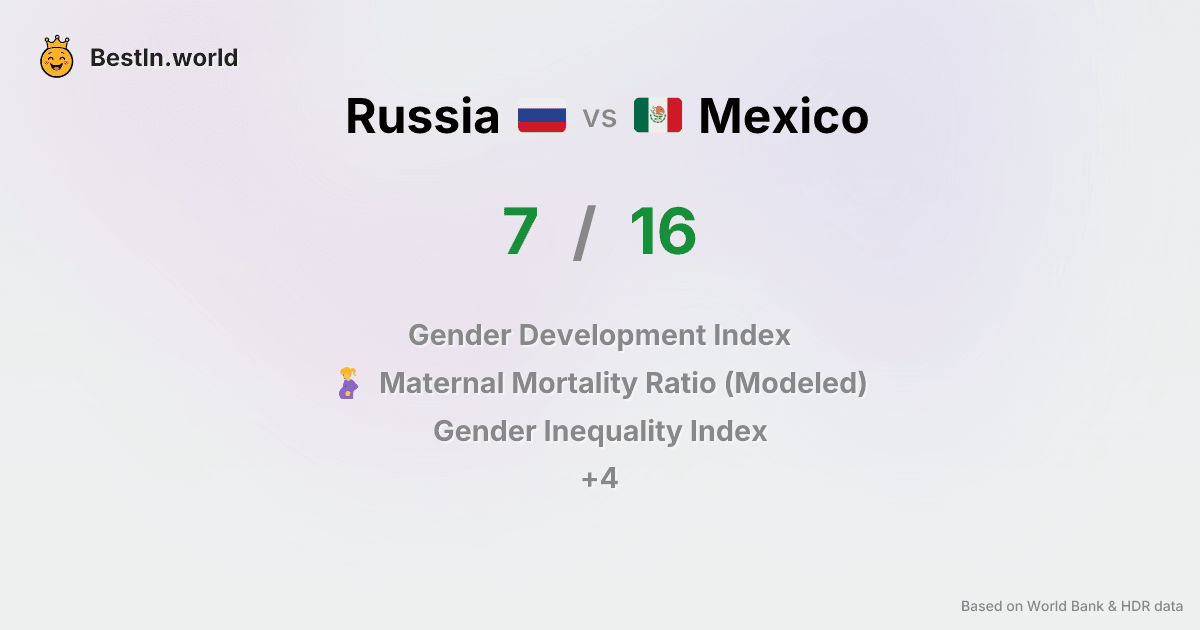 BestIn.world
Russia vs Mexico
7 / 16
Gender Development Index
Maternal Mortality Ratio (Modeled)
Gender Inequality Index
+4
Based on World Bank & HDR data